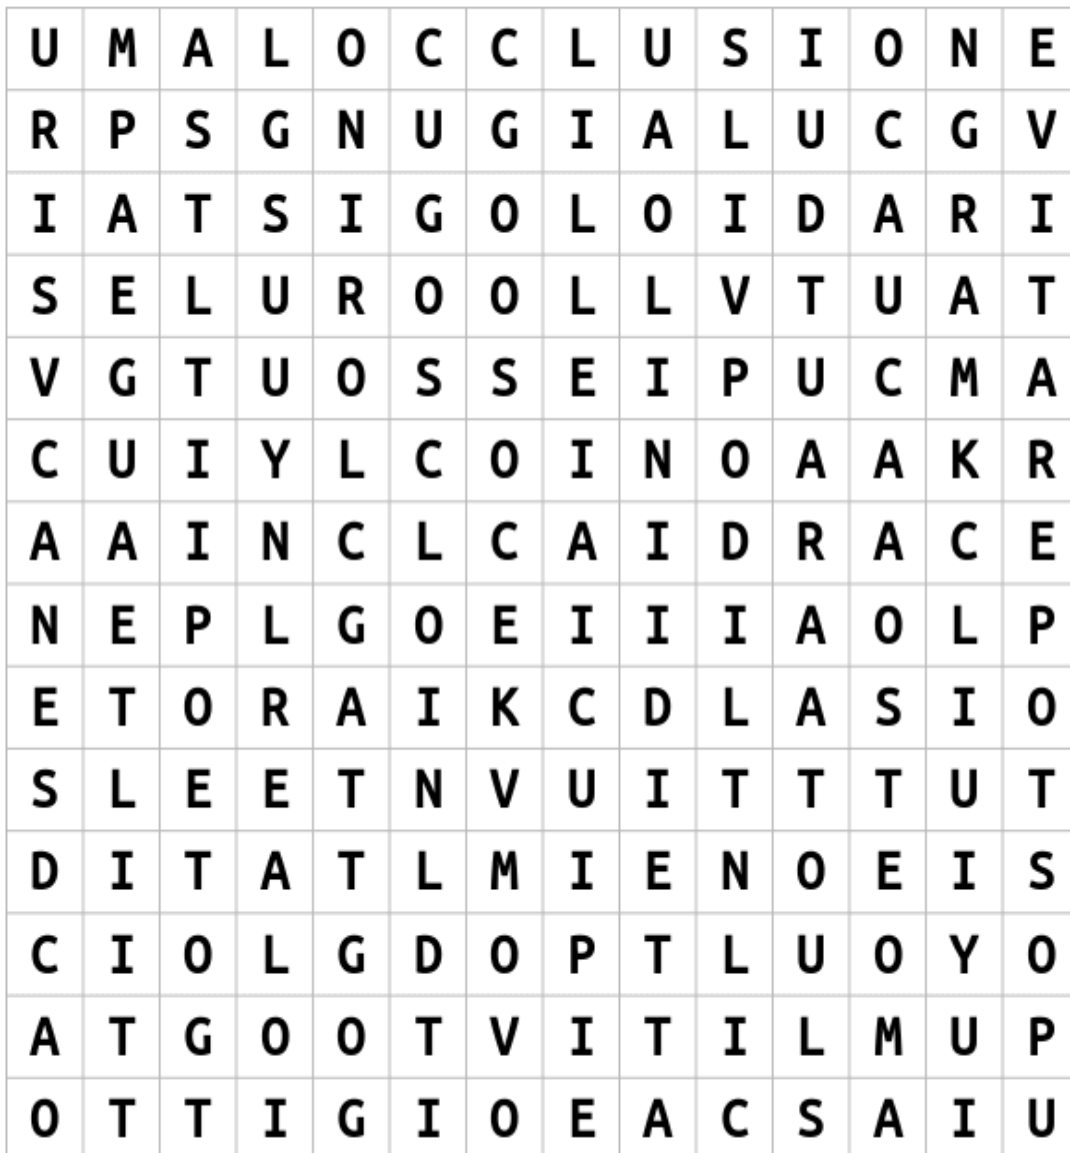 U M A L O C C L U S I O N E
R P S G N U G I A L U C G V
I A T S I G O L O I D A R I
S E L U R O O L L V T U A T
V G T U O S S E I P U C M A
C U I Y L C O I N O A A K R
A A I N C L C A I D R A C E
N E P L G O E I I I A O L P
E T O R A I K C D L A S I O
S L E E T N V U I T T T U T
D I T A T L M I E N O E I S
C I O L G D O P T L U O Y O
A T G O O T V I T I L M U P
O T T I G I O E A C S A I U